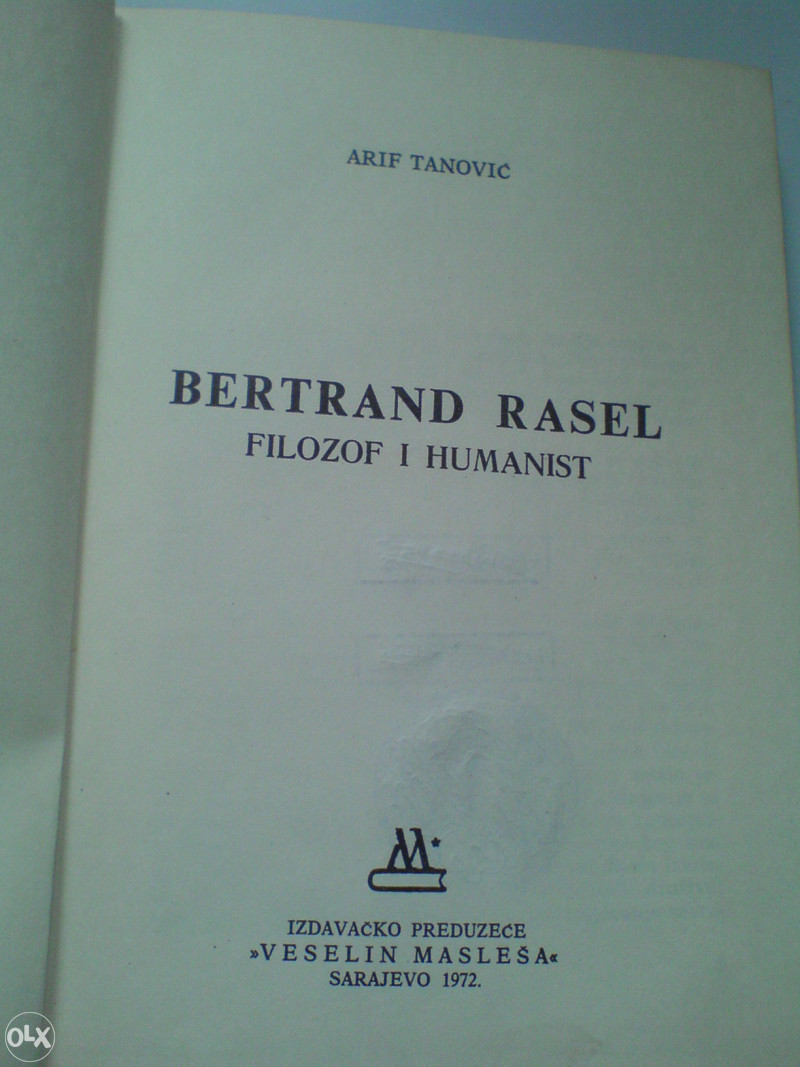 ARIF TANOVIĆ
BERTRAND RASEL
FILOZOF I HUMANIST
IZDAVAČKO PREDUZEĆE
»VESELIN MASLEŠA«
SARAJEVO 1972.
OLX